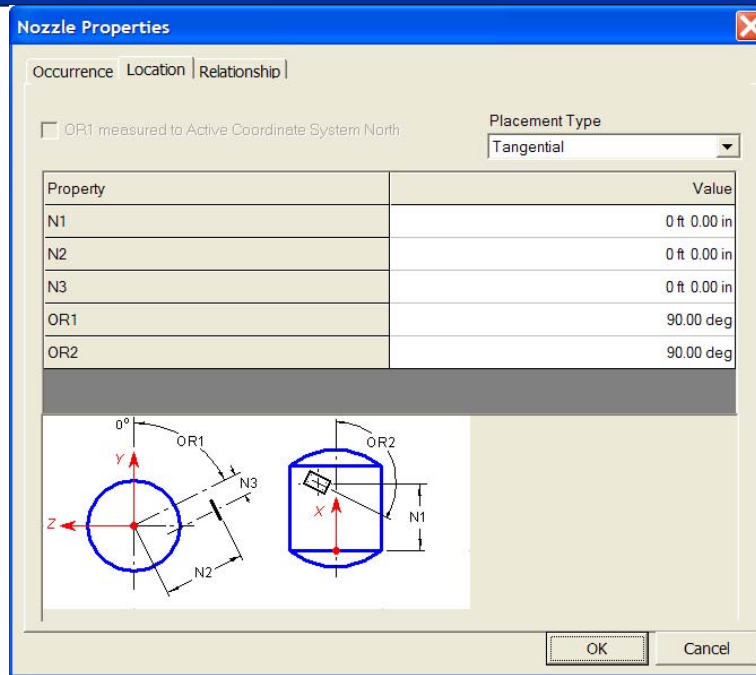 Nozzle Properties
Occurrence Location Relationship
OR1 measured to Active Coordinate System North
Placement Type
Tangential
Property Value
N1 0 ft 0.00 in
N2 0 ft 0.00 in
N3 0 ft 0.00 in
OR1 90.00 deg
OR2 90.00 deg
0° OR1 OR2
Y N3
Z X N1
N2
OK Cancel